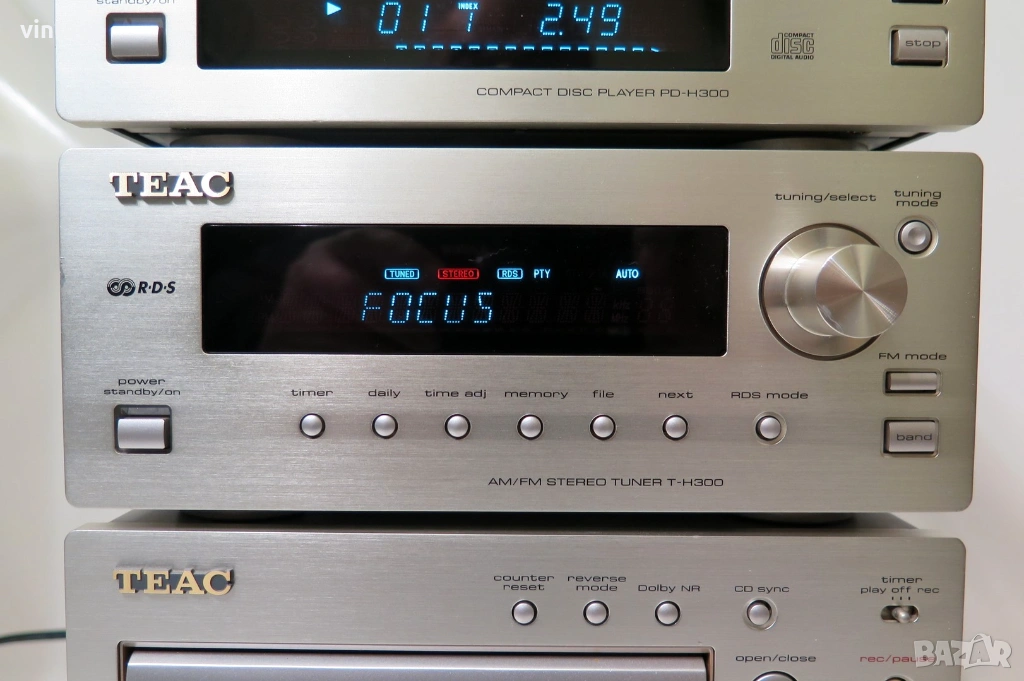 vin
standby/on
01 1 INDEX 2.49
COMPACT disc DIGITAL AUDIO
stop
COMPACT DISC PLAYER PD-H300
TEAC
tuning/select
tuning mode
TUNED STEREO RDS PTY AUTO
R·D·S
FOCUS
FM mode
power standby/on
timer daily time adj memory file next RDS mode
band
AM/FM STEREO TUNER T-H300
TEAC
counter reset
reverse mode
Dolby NR
CD sync
timer
play off rec
open/close
rec/pause
BAZAR